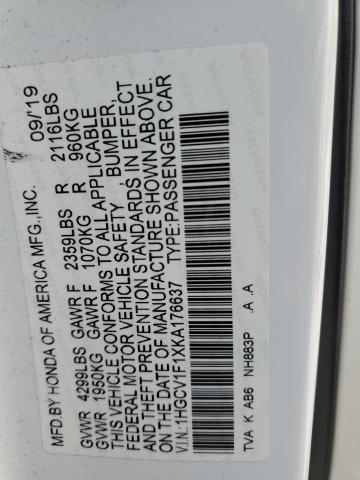 MFD.BY HONDA OF AMERICA MFG.,INC. 09/19
GVWR 4299LBS GAWR F 2359LBS R 2116LBS
GVWR 1950KG GAWR F 1070KG R 960KG
THIS VEHICLE CONFORMS TO ALL APPLICABLE
FEDERAL MOTOR VEHICLE SAFETY, BUMPER,
AND THEFT PREVENTION STANDARDS IN EFFECT
ON THE DATE OF MANUFACTURE SHOWN ABOVE.
V.I.N.:1HGCV1F1XKA176637 TYPE:PASSENGER CAR
TVA K AB6 NH883P A .A